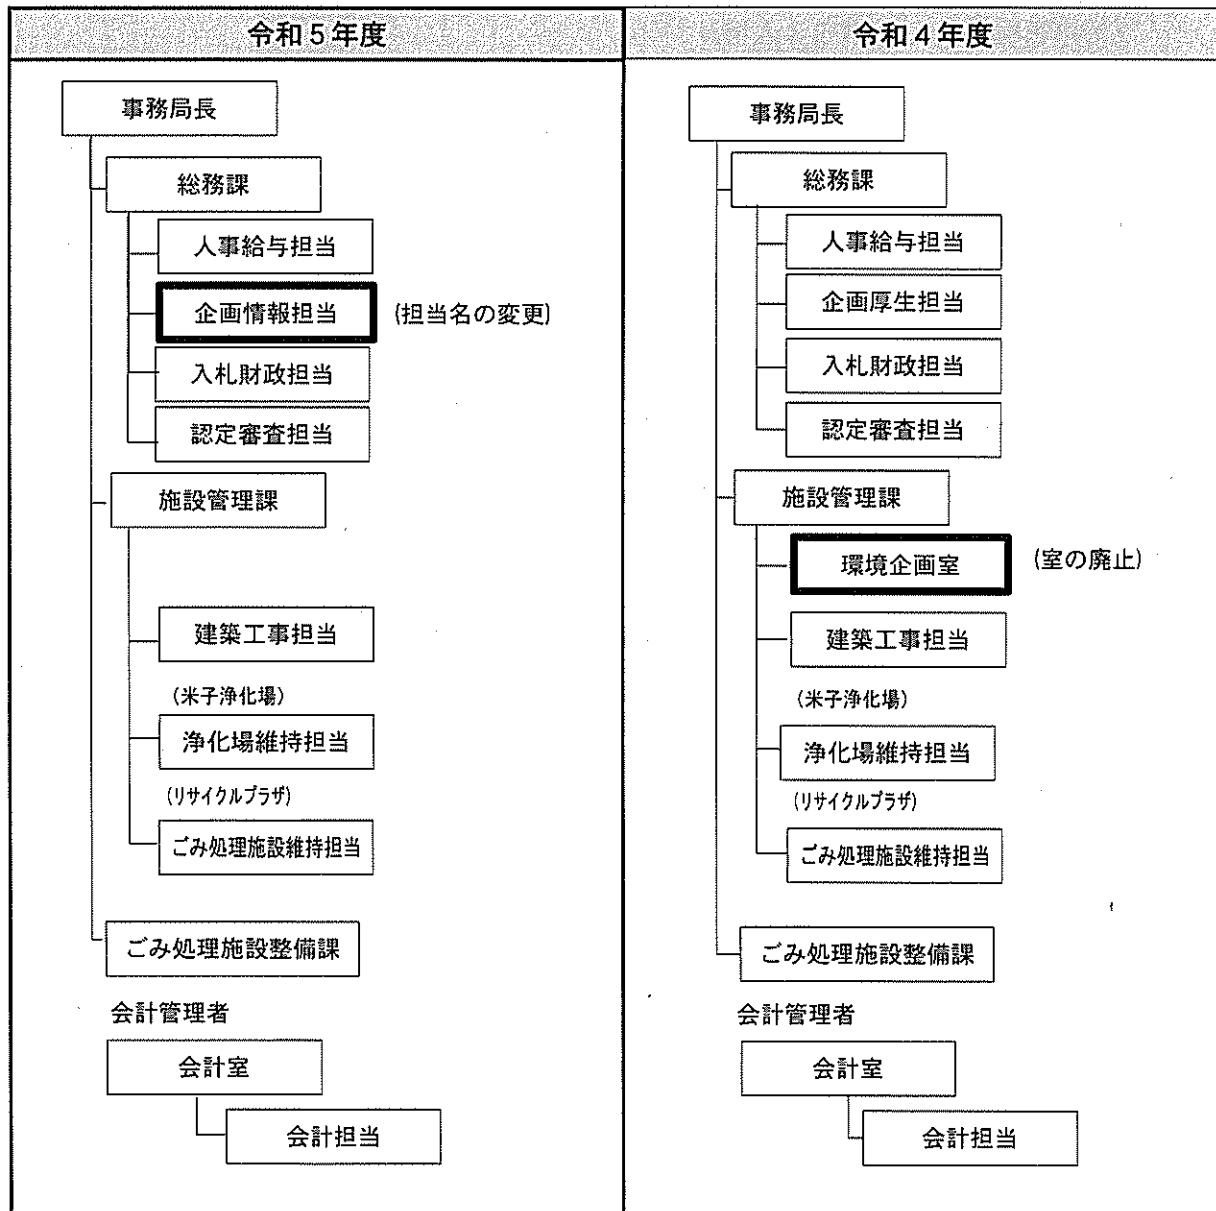 令和5年度
事務局長
総務課
人事給与担当
企画情報担当 (担当名の変更)
入札財政担当
認定審査担当
施設管理課
建築工事担当
(米子浄化場)
浄化場維持担当
(リサイクルプラザ)
ごみ処理施設維持担当
ごみ処理施設整備課
会計管理者
会計室
会計担当
令和4年度
事務局長
総務課
人事給与担当
企画厚生担当
入札財政担当
認定審査担当
施設管理課
環境企画室 (室の廃止)
建築工事担当
(米子浄化場)
浄化場維持担当
(リサイクルプラザ)
ごみ処理施設維持担当
ごみ処理施設整備課
会計管理者
会計室
会計担当